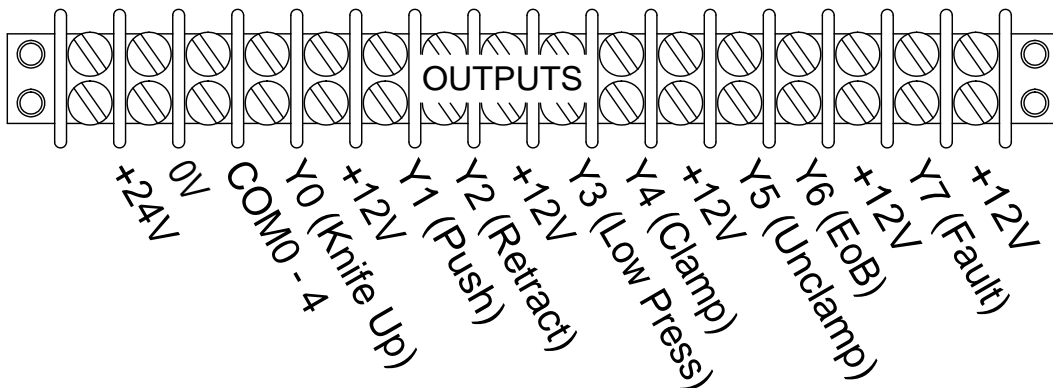 OUTPUTS
+24V
0V
COM0 - 4
Y0 (Knife Up)
+12V
Y1 (Push)
Y2 (Retract)
+12V
Y3 (Low Press)
Y4 (Clamp)
+12V
Y5 (Unclamp)
Y6 (EoB)
+12V
Y7 (Fault)
+12V